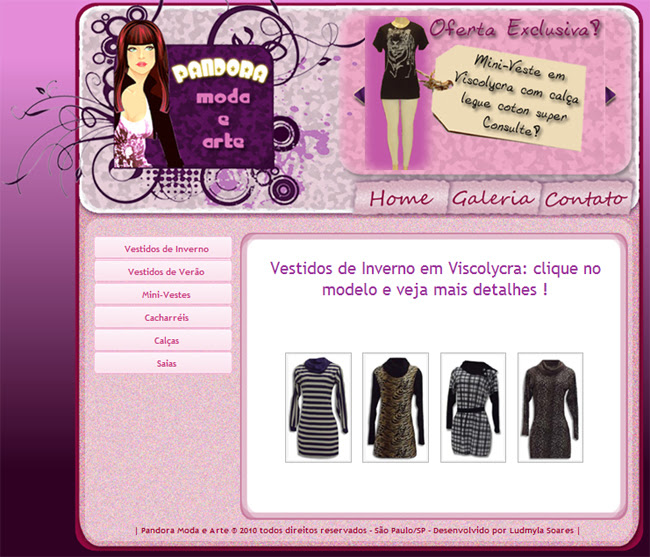 PANDORA
moda
e
arte
Oferta Exclusiva?
Mini-Veste em
Viscolycra com calça
legue coton super
Consulte?
Home Galeria Contato
Vestidos de Inverno
Vestidos de Verão
Mini-Vestes
Cacharréis
Calças
Saias
Vestidos de Inverno em Viscolycra: clique no
modelo e veja mais detalhes !
| Pandora Moda e Arte © 2010 todos direitos reservados - São Paulo/SP - Desenvolvido por Ludmyla Soares |